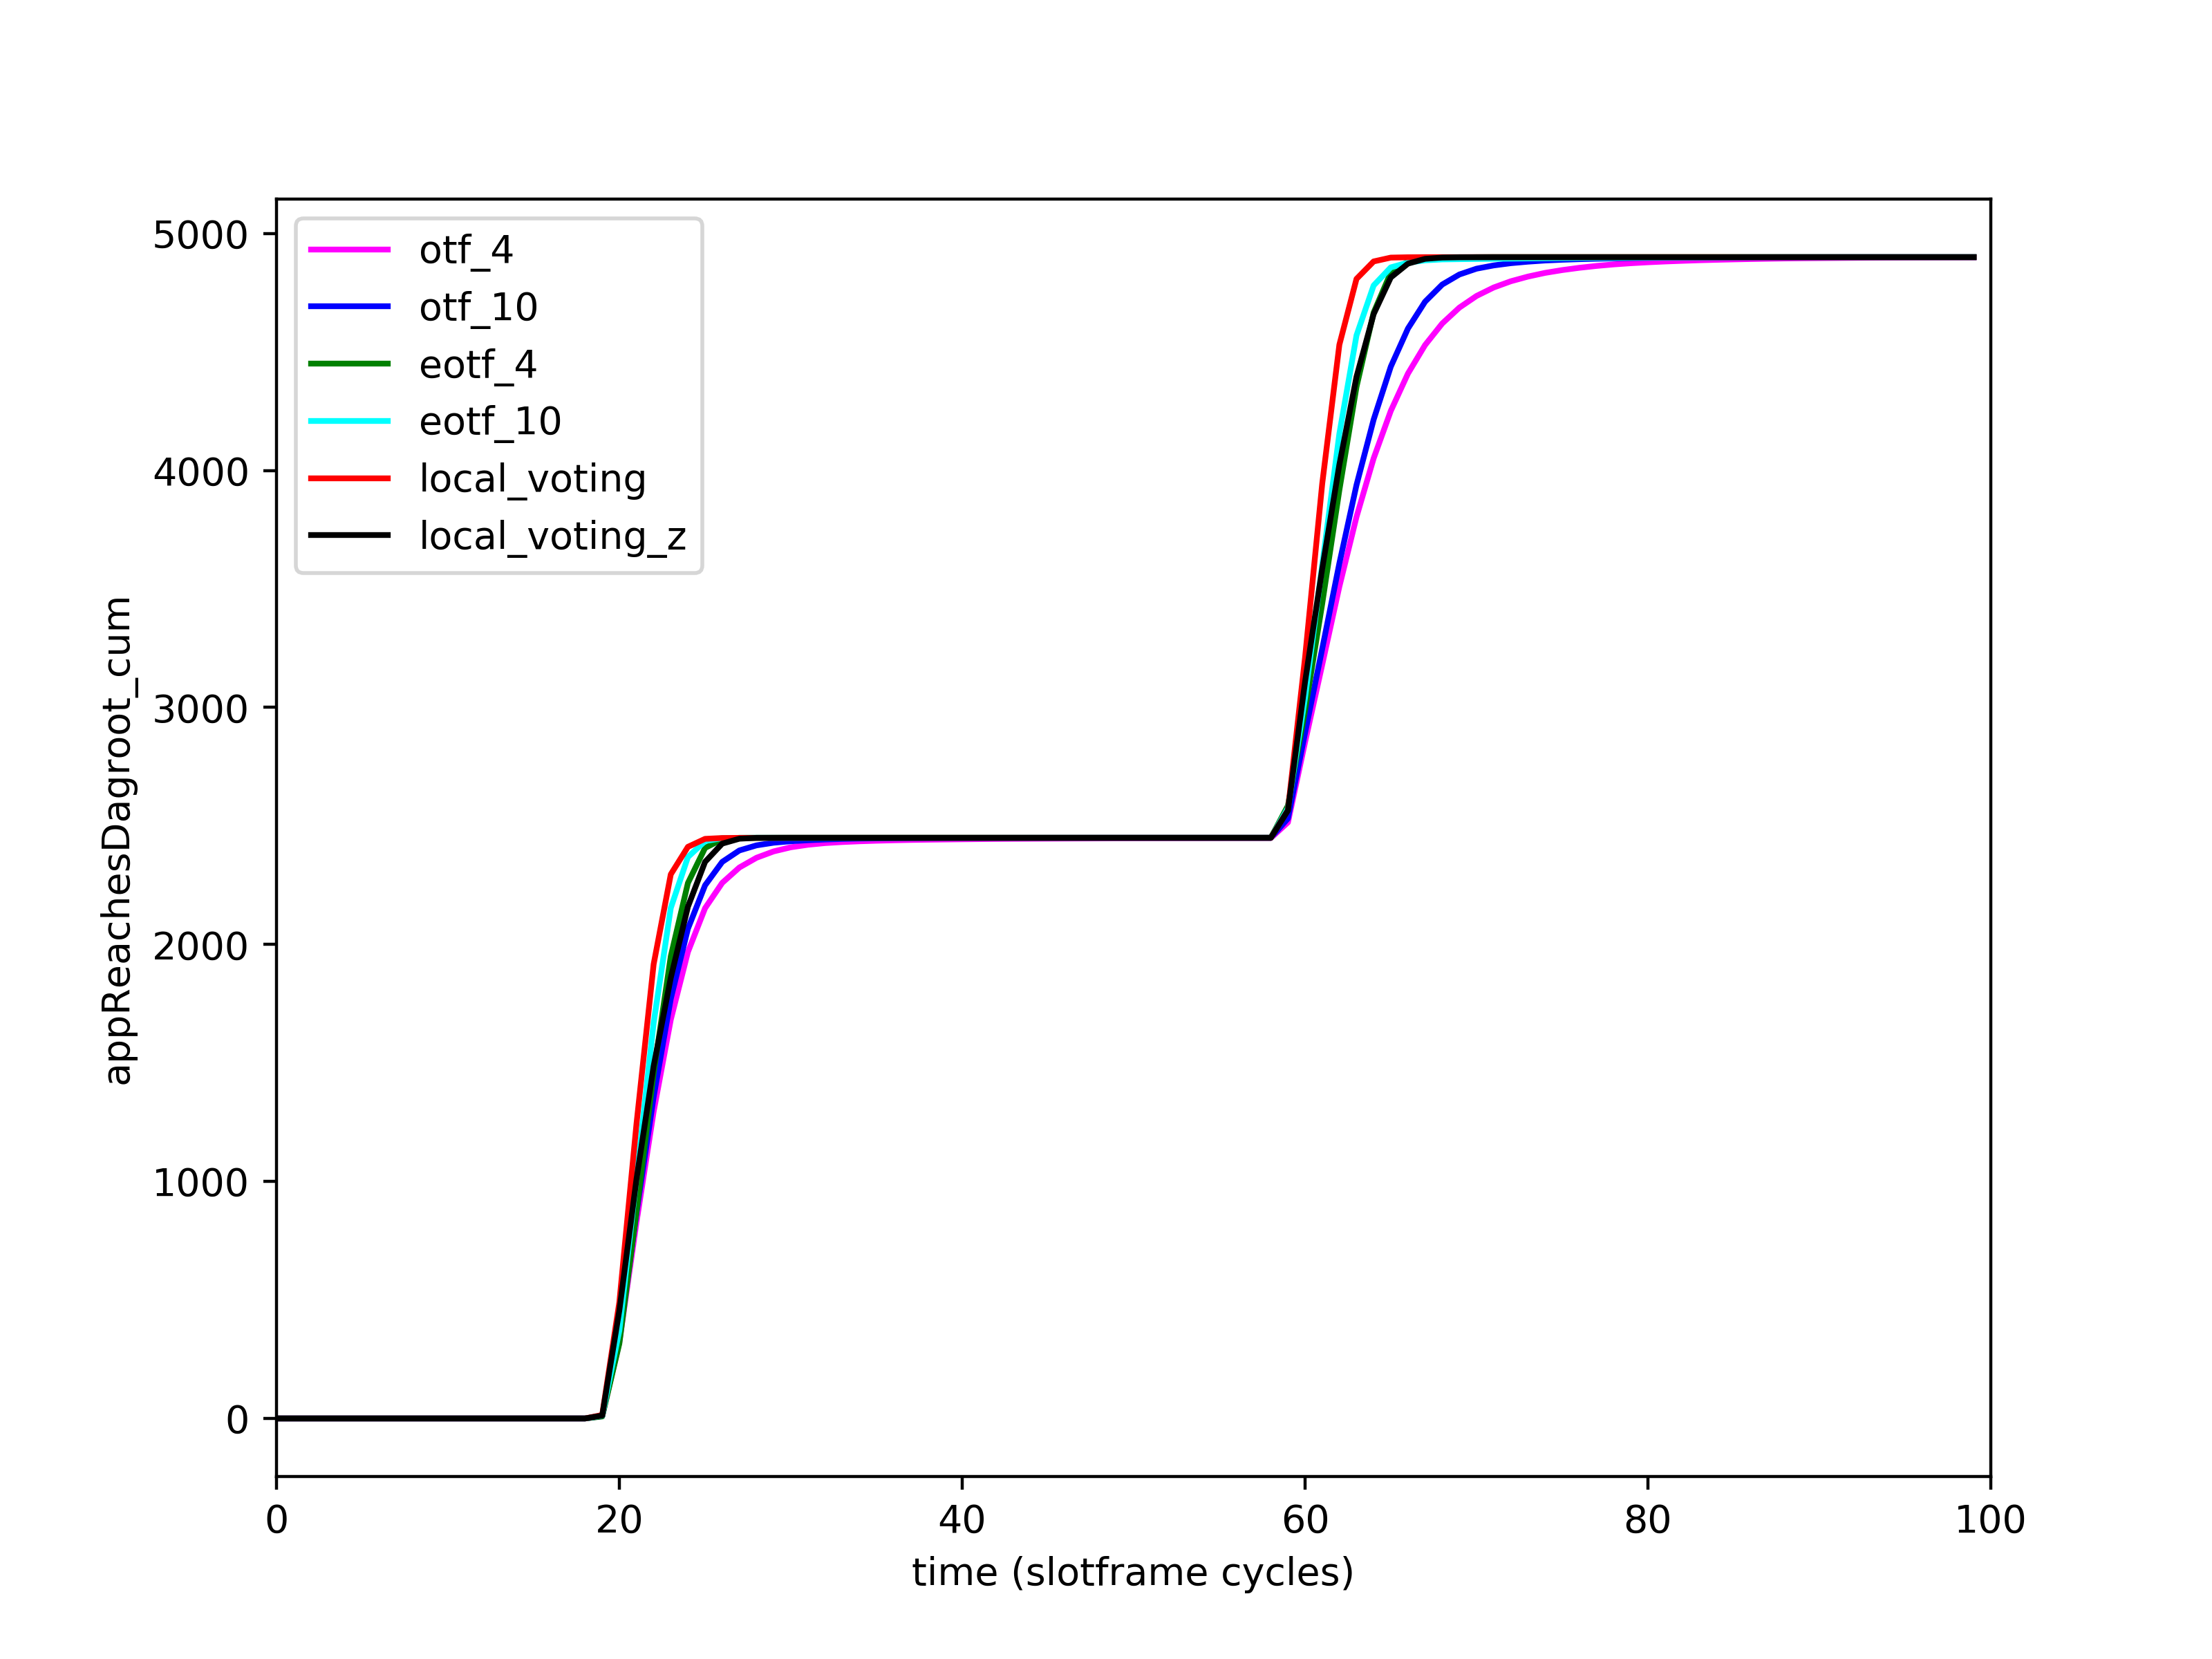 5000
4000
3000
2000
1000
0
appReachesDagroot_cum
otf_4
otf_10
eotf_4
eotf_10
local_voting
local_voting_z
0 20 40 60 80 100
time (slotframe cycles)